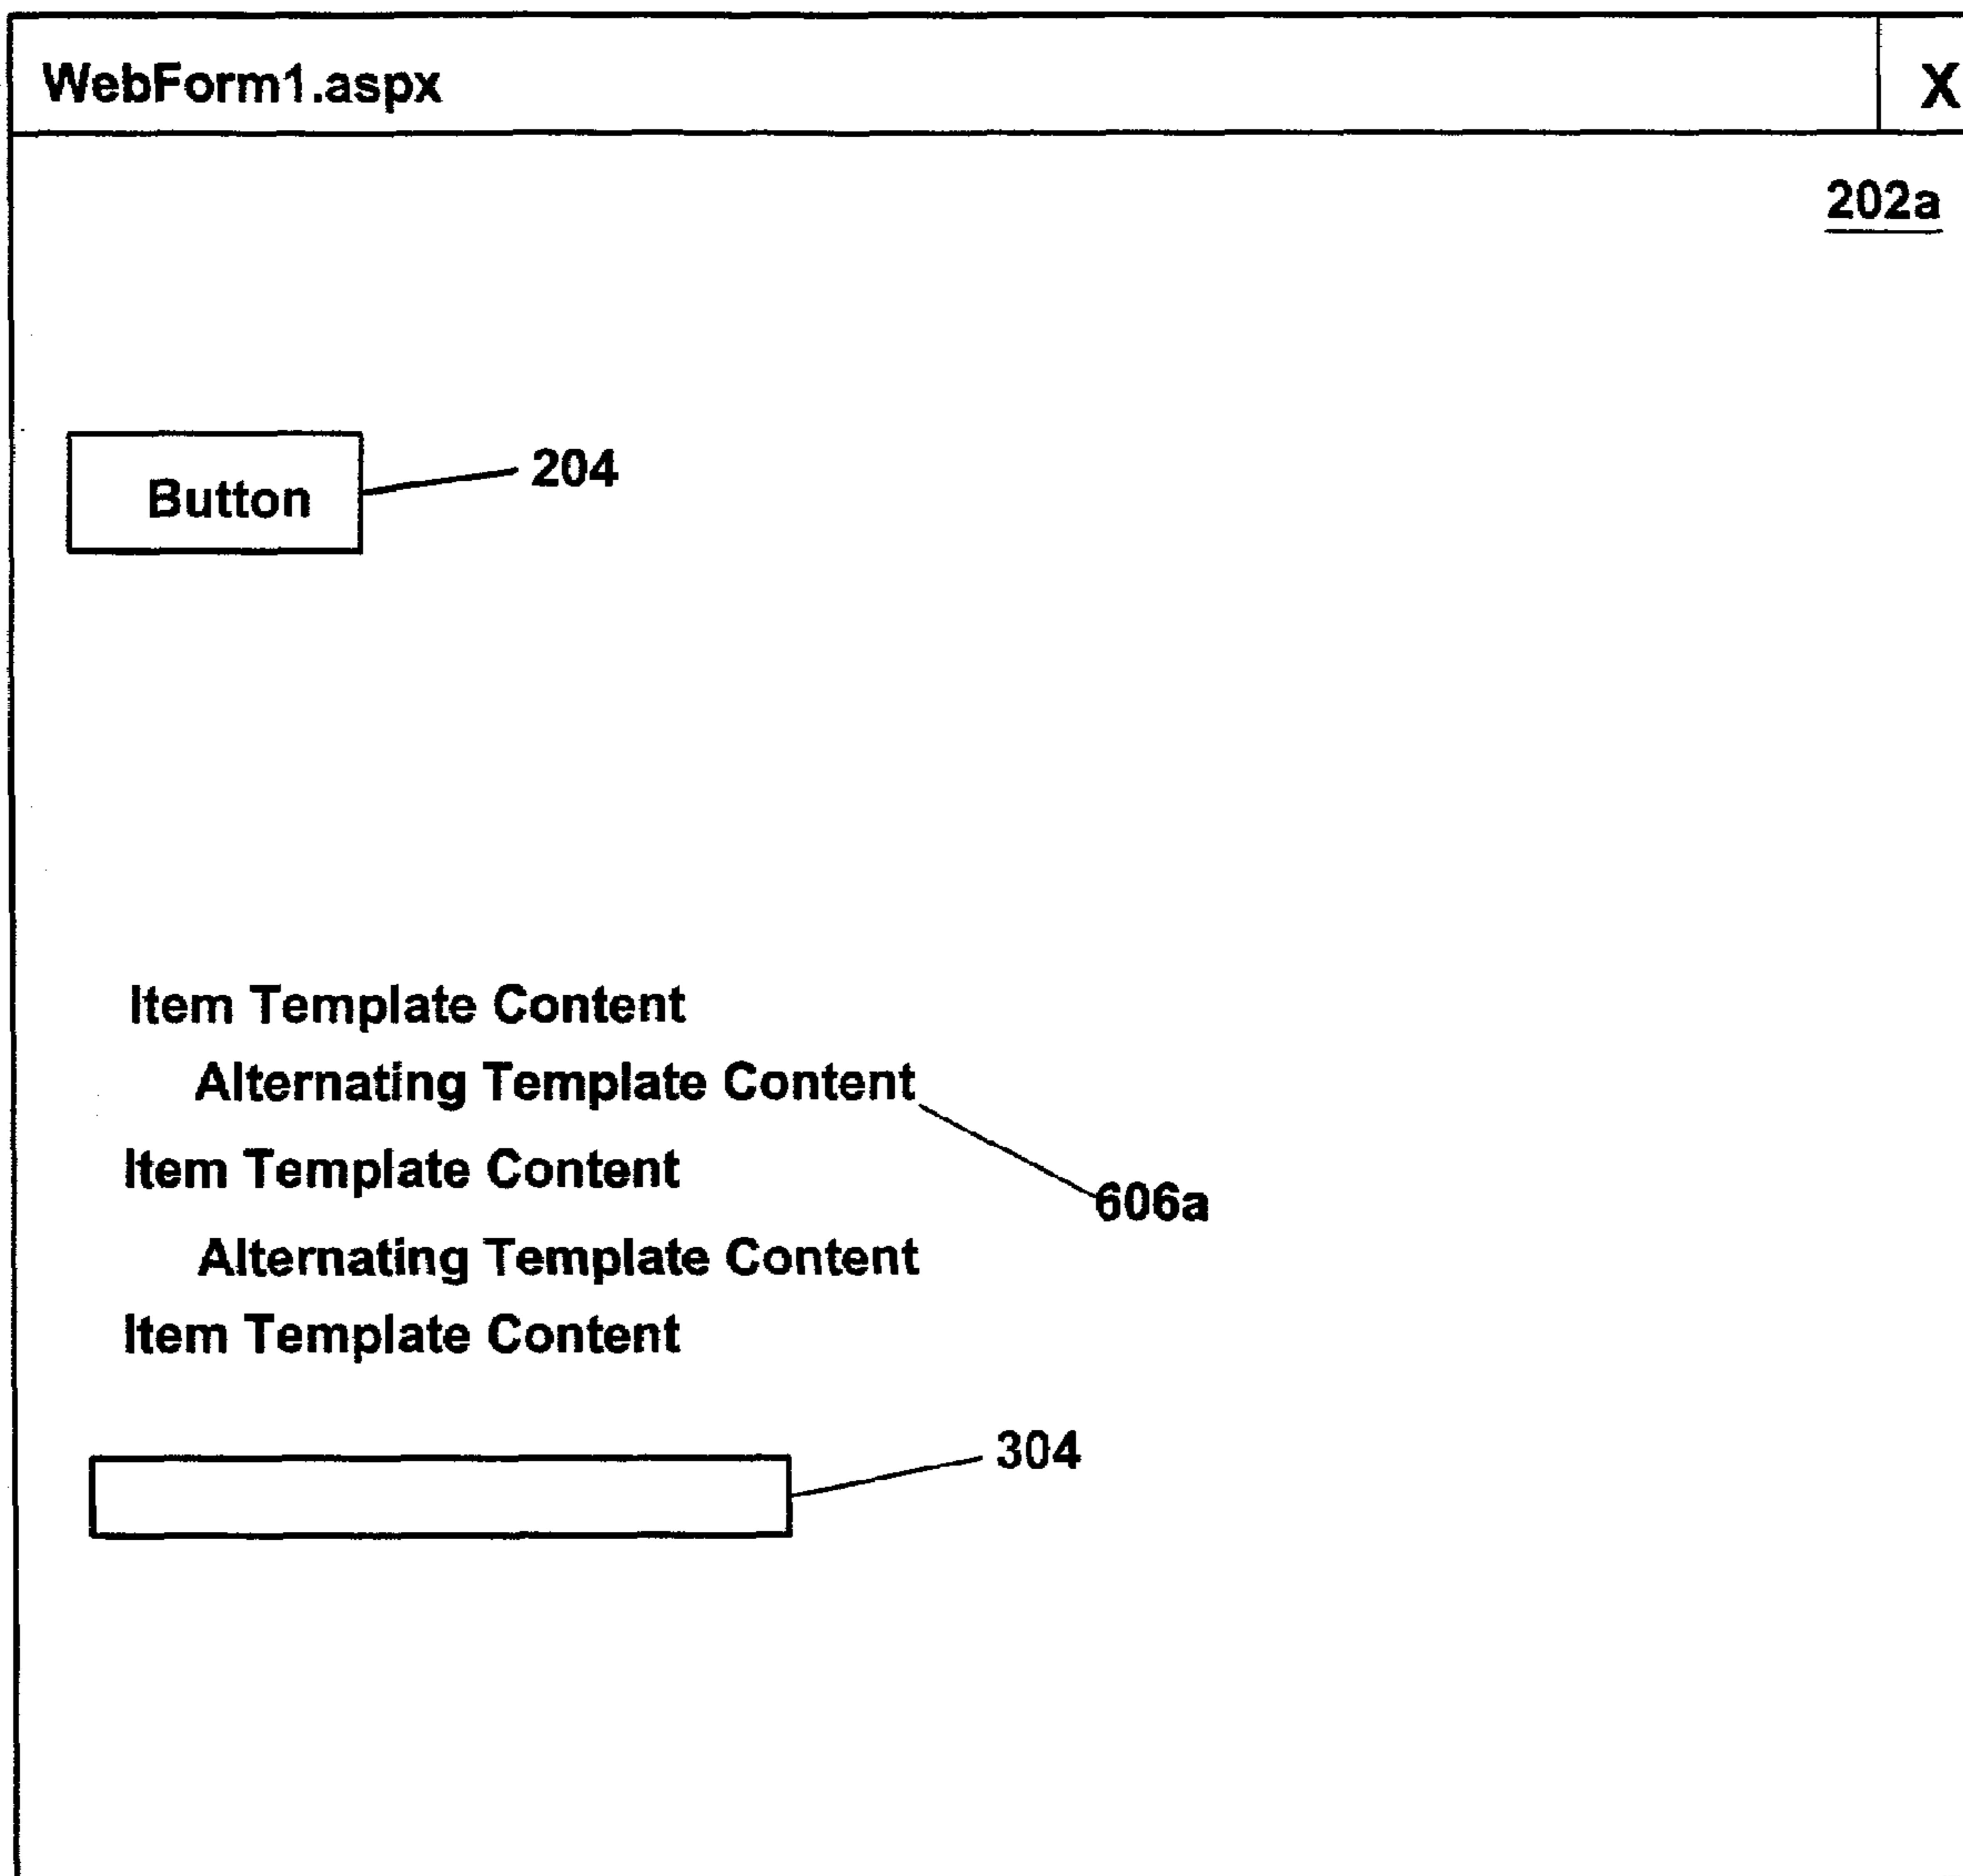 WebForm1.aspx X
202a
Button 204
Item Template Content
Alternating Template Content
Item Template Content
606a
Alternating Template Content
Item Template Content
304